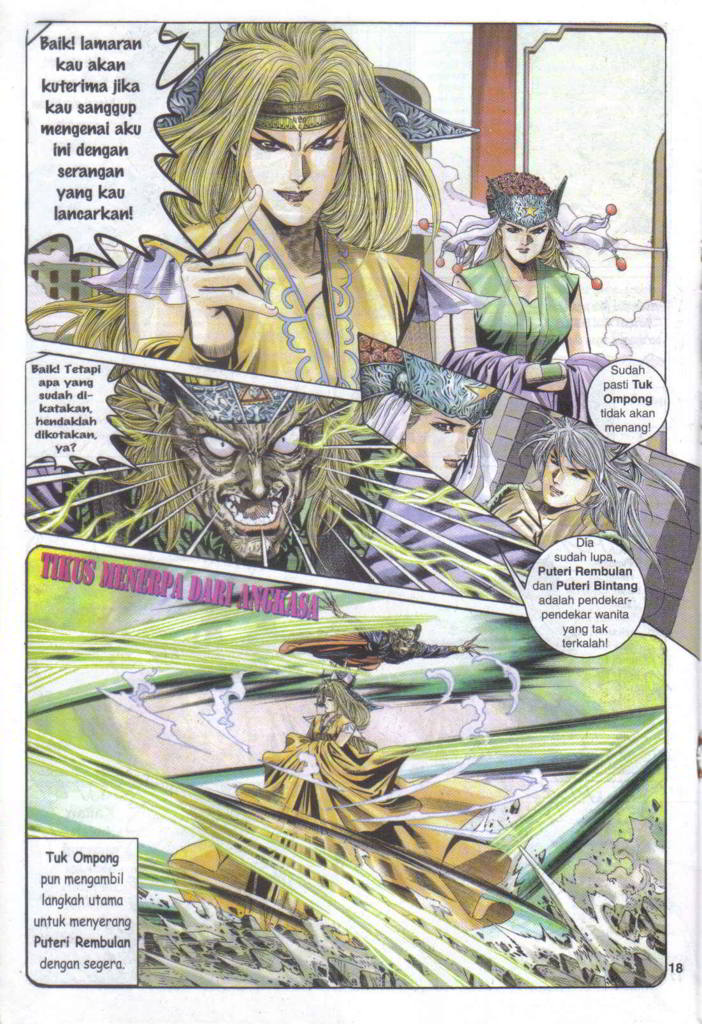 Baik! lamaran
kau akan
kuterima jika
kau sanggup
mengenai aku
ini dengan
serangan
yang kau
lancarkan!
Baik! Tetapi
apa yang
sudah di-
katakan,
hendaklah
dikotakan,
ya?
Sudah
pasti Tuk
Ompong
tidak akan
menang!
Dia
sudah lupa,
Puteri Rembulan
dan Puteri Bintang
adalah pendekar-
pendekar wanita
yang tak
terkalah!
TIKUS MENERPA DARI ANGKASA
Tuk Ompong
pun mengambil
langkah utama
untuk menyerang
Puteri Rembulan
dengan segera.
18